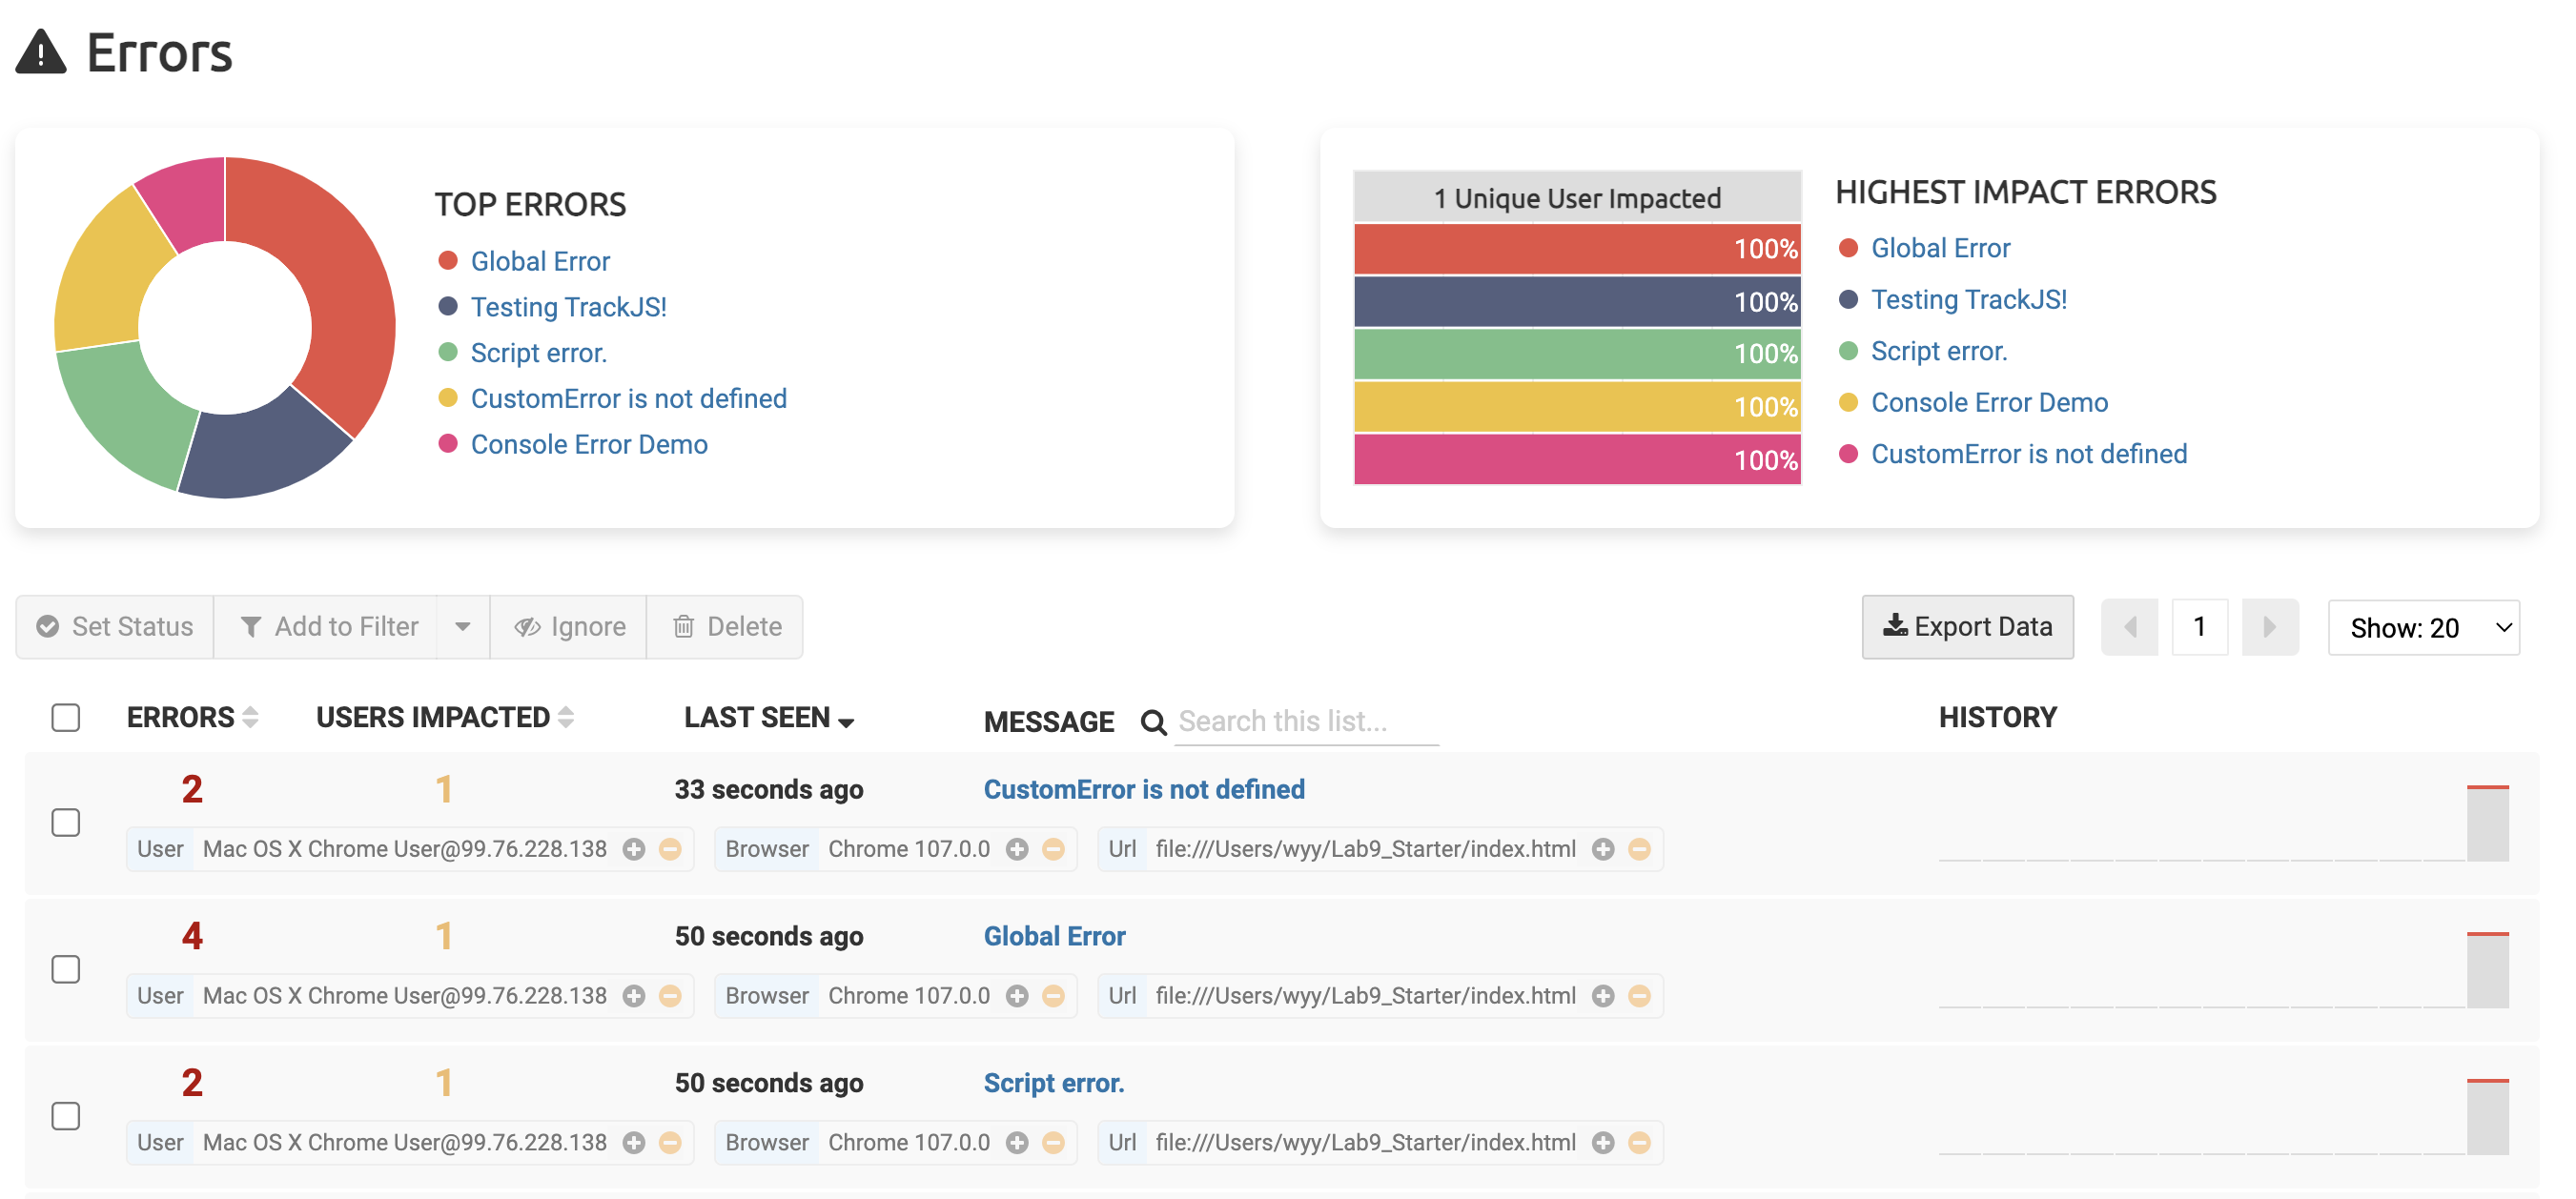 Errors
TOP ERRORS
Global Error
Testing TrackJS!
Script error.
CustomError is not defined
Console Error Demo
1 Unique User Impacted
100%
100%
100%
100%
100%
HIGHEST IMPACT ERRORS
Global Error
Testing TrackJS!
Script error.
Console Error Demo
CustomError is not defined
Set Status Add to Filter Ignore Delete Export Data 1 Show: 20
ERRORS USERS IMPACTED LAST SEEN MESSAGE Search this list... HISTORY
2 1 33 seconds ago CustomError is not defined
User Mac OS X Chrome User@99.76.228.138 Browser Chrome 107.0.0 Url file:///Users/wyy/Lab9_Starter/index.html
4 1 50 seconds ago Global Error
User Mac OS X Chrome User@99.76.228.138 Browser Chrome 107.0.0 Url file:///Users/wyy/Lab9_Starter/index.html
2 1 50 seconds ago Script error.
User Mac OS X Chrome User@99.76.228.138 Browser Chrome 107.0.0 Url file:///Users/wyy/Lab9_Starter/index.html